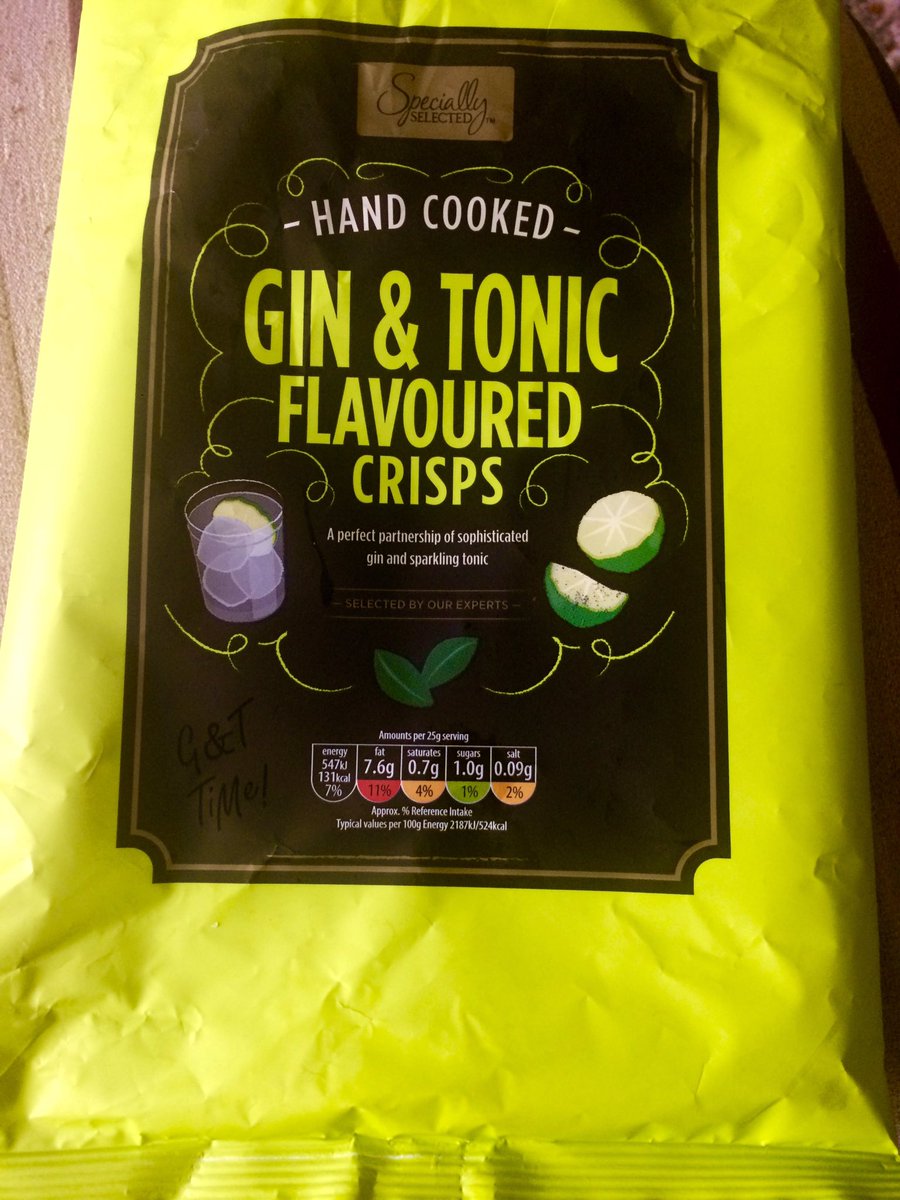 Specially
SELECTED™
– HAND COOKED –
GIN & TONIC
FLAVOURED
CRISPS
A perfect partnership of sophisticated
gin and sparkling tonic
– SELECTED BY OUR EXPERTS –
G&T
TiMe!
Amounts per 25g serving
energy fat saturates sugars salt
547kJ 7.6g 0.7g 1.0g 0.09g
131kcal
7% 11% 4% 1% 2%
Approx. % Reference Intake
Typical values per 100g Energy 2187kJ/524kcal